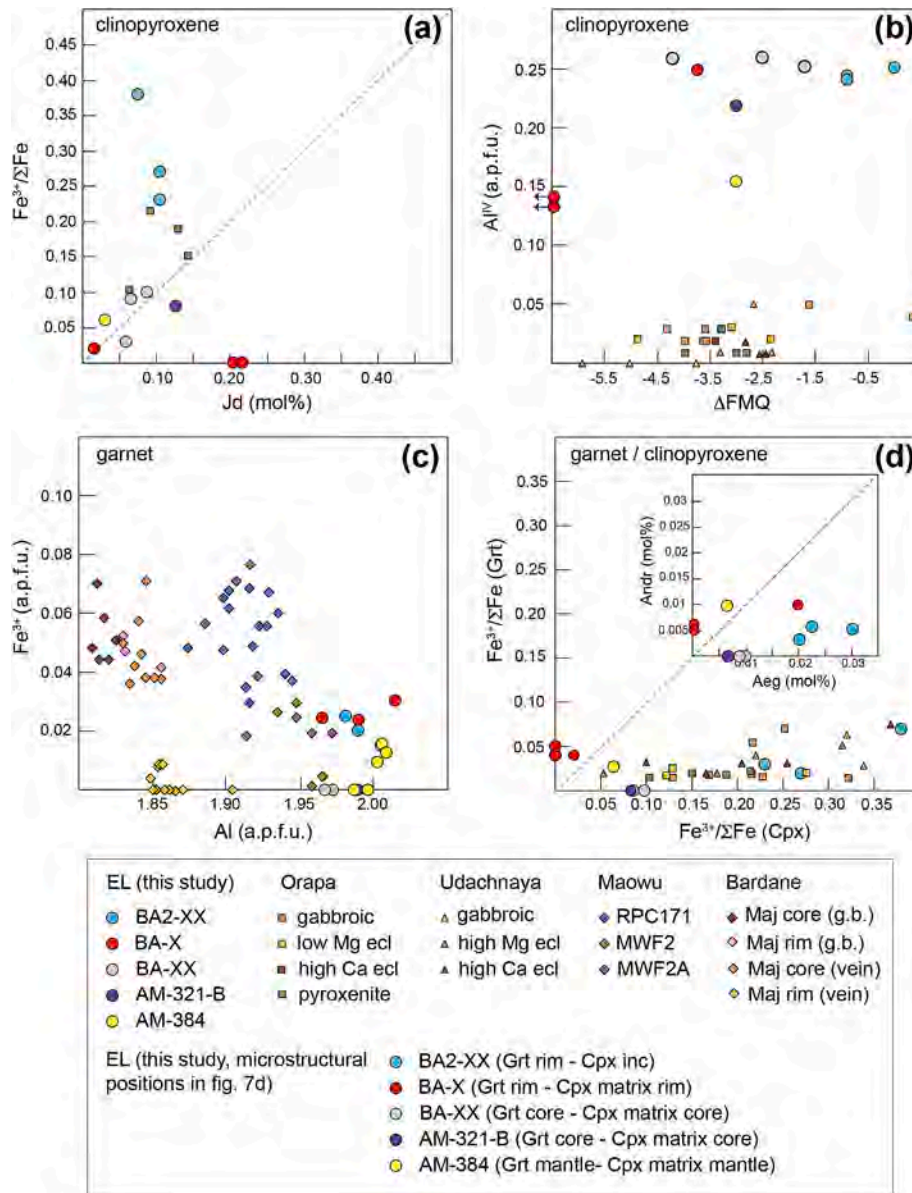 clinopyroxene
(a)
0.45
0.40
0.35
0.30
0.25
0.20
0.15
0.10
0.05
Fe³⁺/ΣFe
0.10 0.20 0.30 0.40
Jd (mol%)
clinopyroxene
(b)
0.25
0.20
0.15
0.10
0.05
Alᴵⱽ (a.p.f.u.)
-5.5 -4.5 -3.5 -2.5 -1.5 -0.5
ΔFMQ
garnet
(c)
0.10
0.08
0.06
0.04
0.02
Fe³⁺ (a.p.f.u.)
1.85 1.90 1.95 2.00
Al (a.p.f.u.)
garnet / clinopyroxene
(d)
0.35
0.30
0.25
0.20
0.15
0.10
0.05
Fe³⁺/ΣFe (Grt)
0.05 0.10 0.15 0.20 0.25 0.30 0.35
Fe³⁺/ΣFe (Cpx)
0.03
0.025
0.02
0.015
0.01
0.005
Andr (mol%)
0.01 0.02 0.03
Aeg (mol%)
EL (this study)
BA2-XX
BA-X
BA-XX
AM-321-B
AM-384
Orapa
gabbroic
low Mg ecl
high Ca ecl
pyroxenite
Udachnaya
gabbroic
high Mg ecl
high Ca ecl
Maowu
RPC171
MWF2
MWF2A
Bardane
Maj core (g.b.)
Maj rim (g.b.)
Maj core (vein)
Maj rim (vein)
EL (this study, microstructural
positions in fig. 7d)
BA2-XX (Grt rim - Cpx inc)
BA-X (Grt rim - Cpx matrix rim)
BA-XX (Grt core - Cpx matrix core)
AM-321-B (Grt core - Cpx matrix core)
AM-384 (Grt mantle- Cpx matrix mantle)